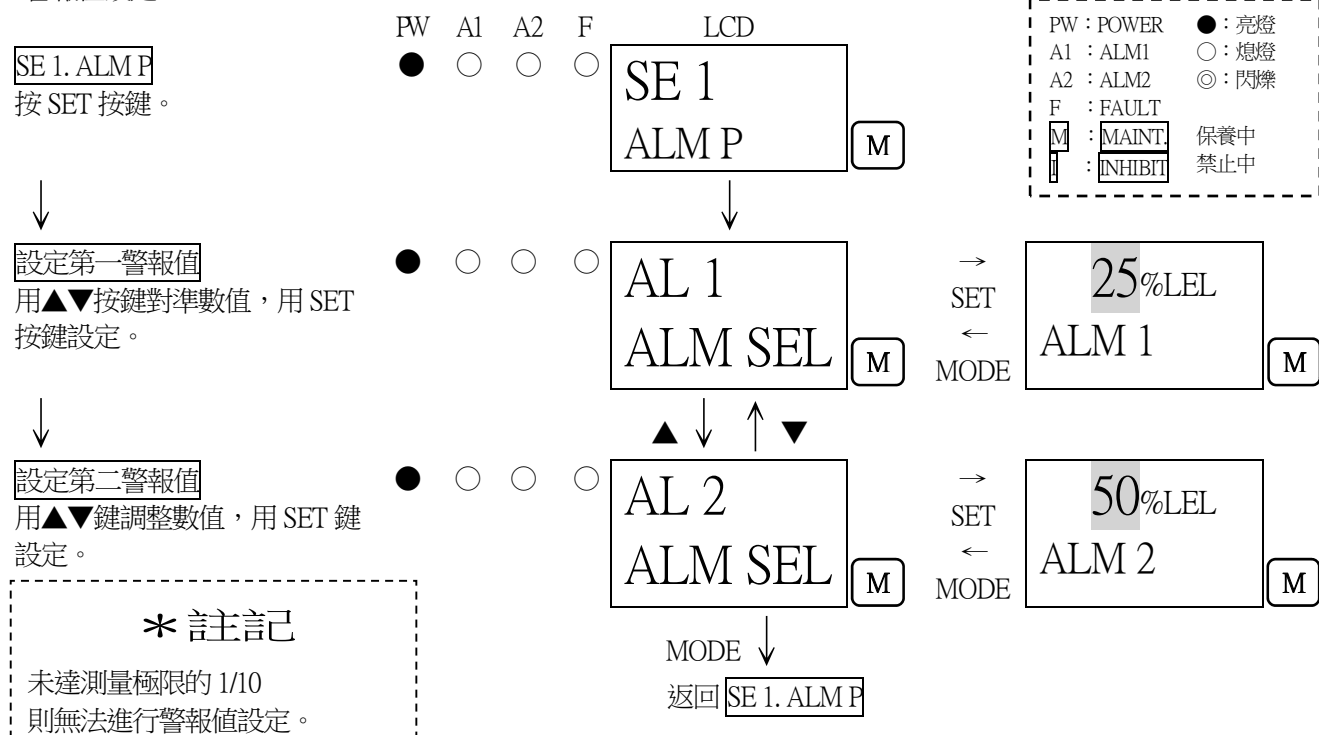 PW A1 A2 F LCD
PW:POWER ●:亮燈
A1:ALM1 ○:熄燈
A2:ALM2 ◎:閃爍
F:FAULT
M:MAINT. 保養中
I:INHIBIT 禁止中
SE 1. ALM P
按 SET 按鍵。
● ○ ○ ○
SE 1
ALM P
M
↓
↓
設定第一警報值
用▲▼按鍵對準數值,用 SET
按鍵設定。
● ○ ○ ○
AL 1
ALM SEL
M
→
SET
←
MODE
25%LEL
ALM 1
M
↓
▲ ↓ ↑ ▼
設定第二警報值
用▲▼鍵調整數值,用 SET 鍵
設定。
● ○ ○ ○
AL 2
ALM SEL
M
→
SET
←
MODE
50%LEL
ALM 2
M
MODE ↓
返回 SE 1. ALM P
*註記
未達測量極限的 1/10
則無法進行警報值設定。